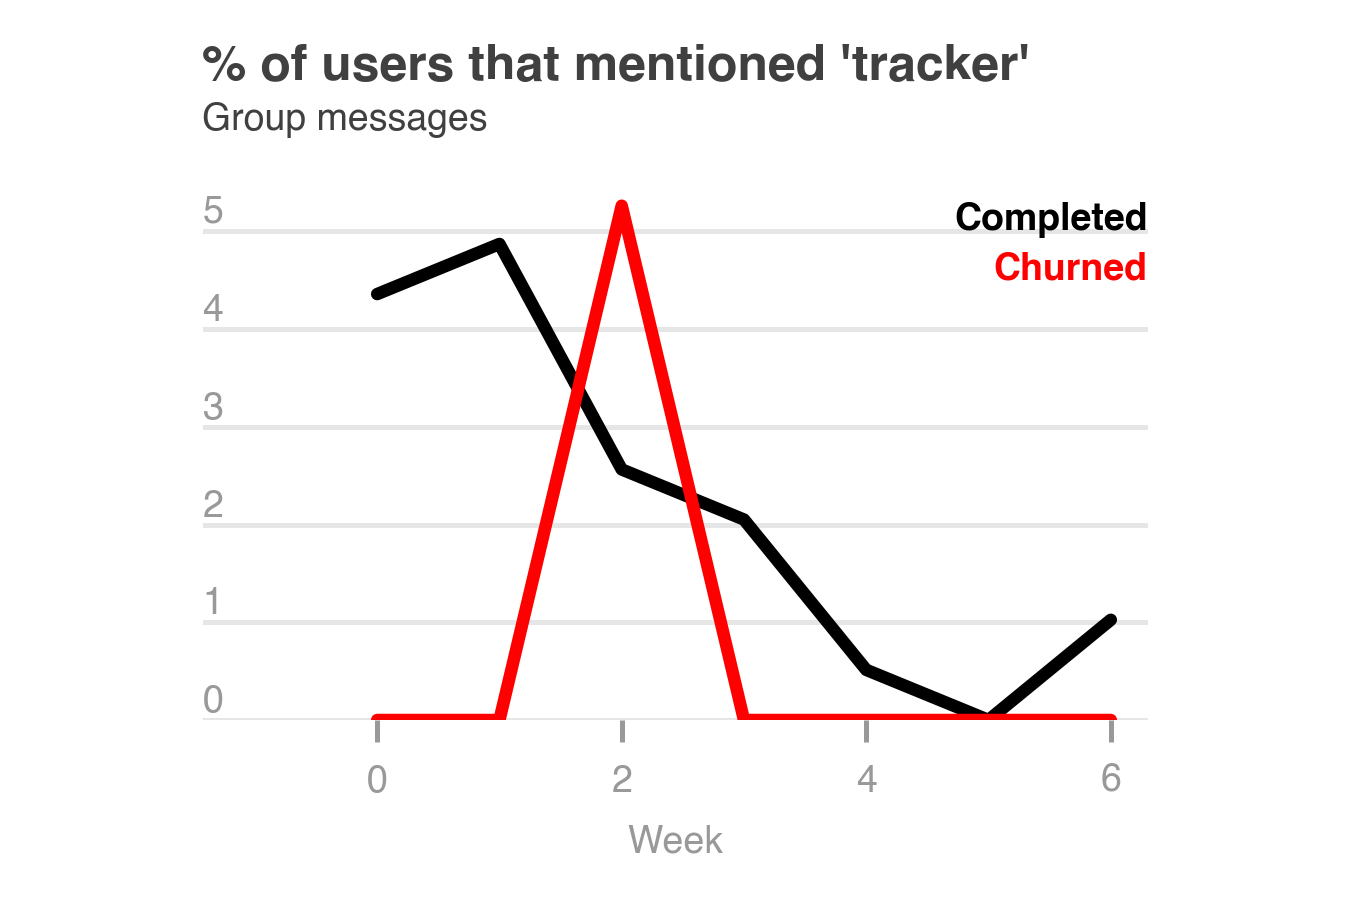 % of users that mentioned 'tracker'
Group messages
5
Completed
Churned
4
3
2
1
0
0 2 4 6
Week